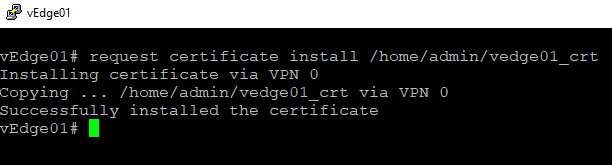 vEdge01
vEdge01# request certificate install /home/admin/vedge01_crt
Installing certificate via VPN 0
Copying ... /home/admin/vedge01_crt via VPN 0
Successfully installed the certificate
vEdge01#